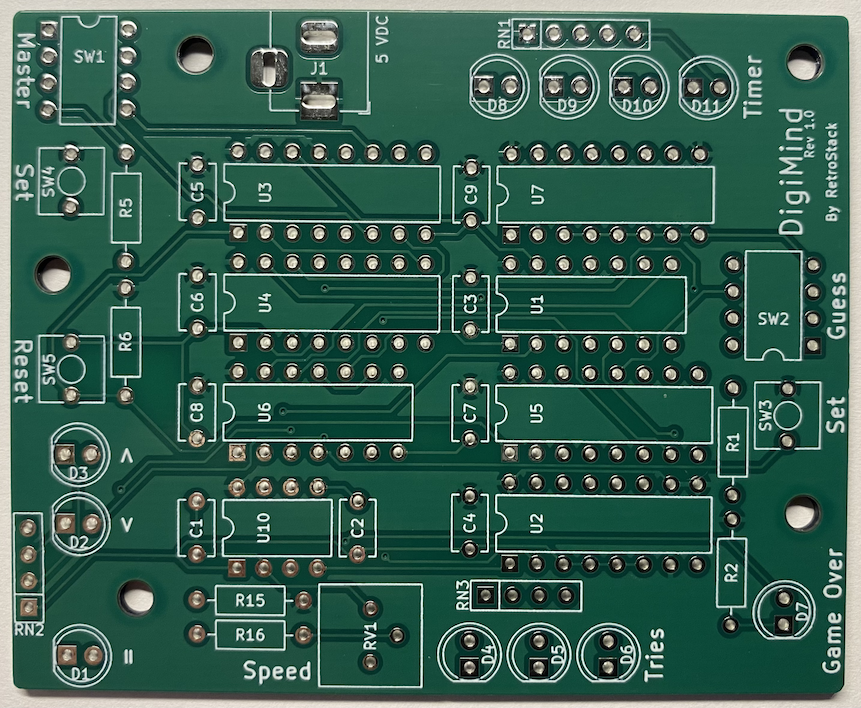 Master
SW1
J1
5 VDC
RN1
D8
D9
D10
D11
Timer
DigiMind
Rev 1.0
By RetroStack
Set
SW4
R5
C5
U3
C9
U7
C6
U4
C3
U1
SW2
Guess
Reset
SW5
R6
C8
U6
C7
U5
R1
SW3
Set
D3
>
D2
<
C1
U10
C2
C4
U2
R2
RN2
R15
R16
RV1
Speed
RN3
D4
D5
D6
Tries
D7
Game Over
D1
=